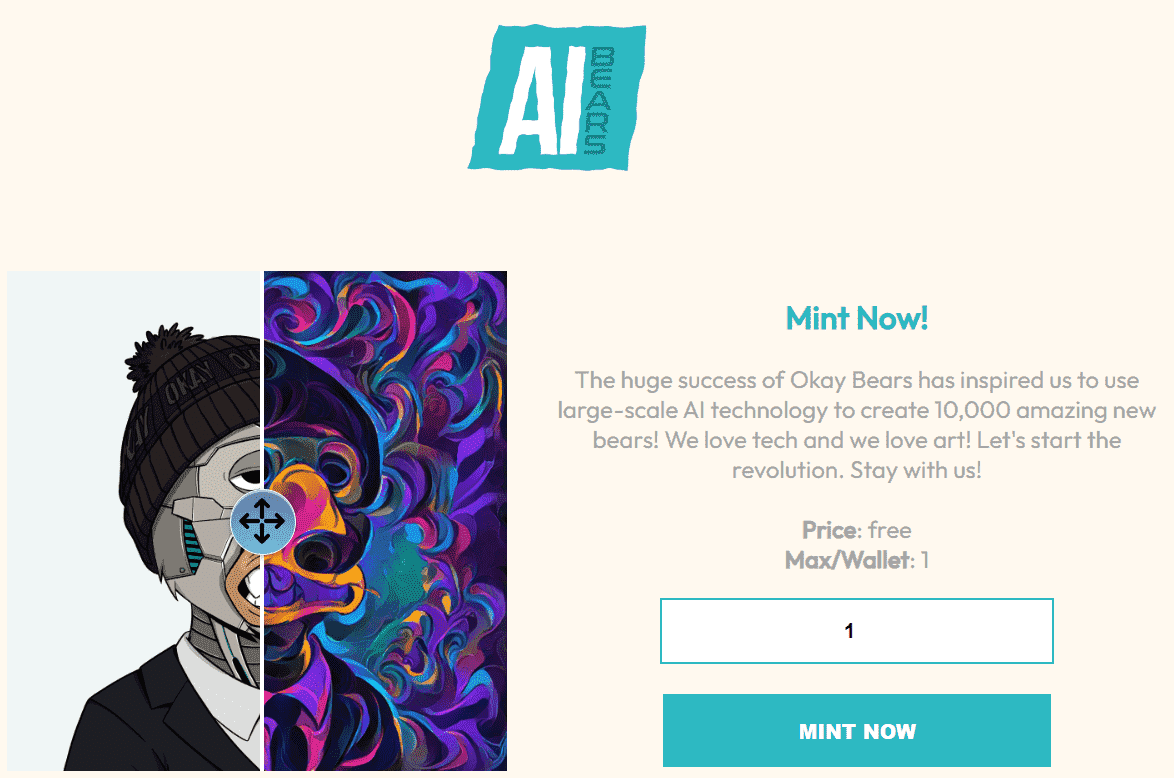 AI
BEARS
Mint Now!
The huge success of Okay Bears has inspired us to use
large-scale AI technology to create 10,000 amazing new
bears! We love tech and we love art! Let's start the
revolution. Stay with us!
Price: free
Max/Wallet: 1
1
MINT NOW
OKAY